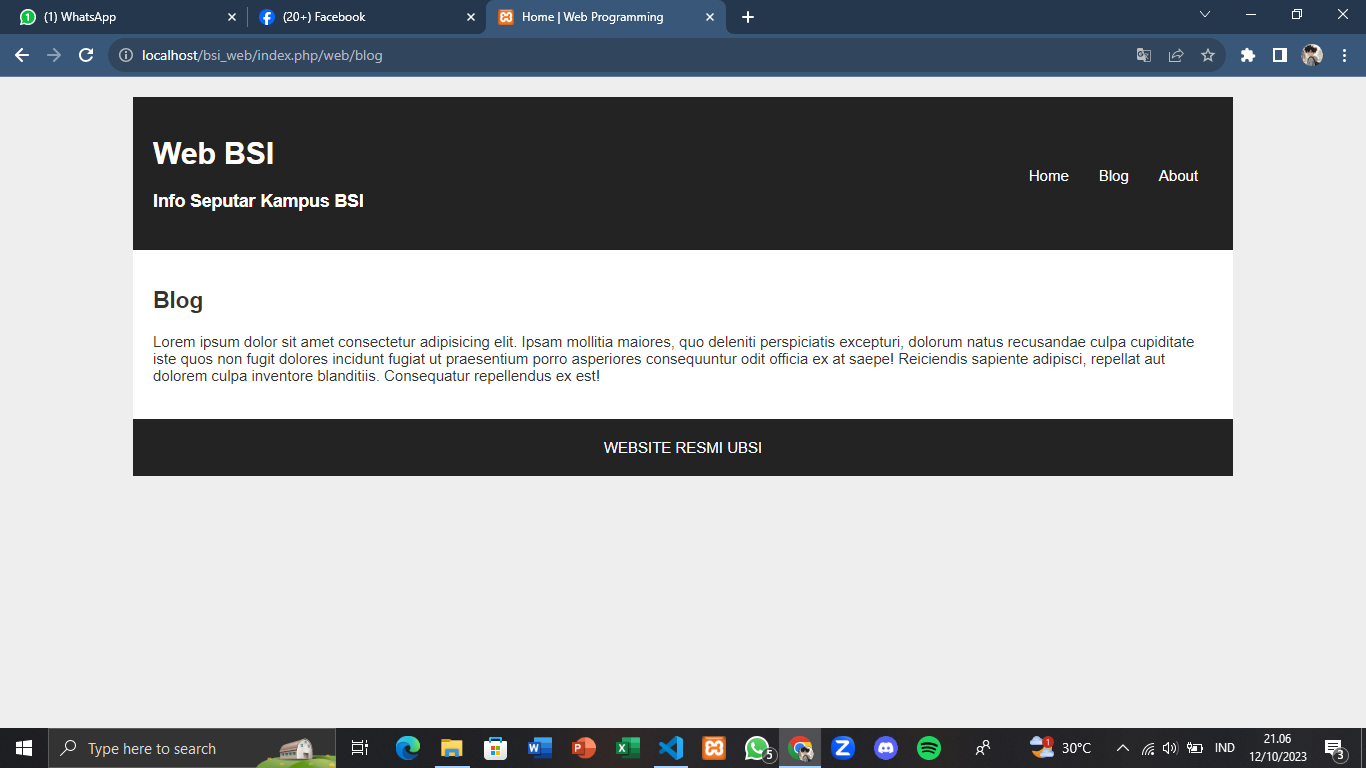 (1) WhatsApp
(20+) Facebook
Home | Web Programming
localhost/bsi_web/index.php/web/blog
Web BSI
Info Seputar Kampus BSI
Home Blog About
Blog
Lorem ipsum dolor sit amet consectetur adipisicing elit. Ipsam mollitia maiores, quo deleniti perspiciatis excepturi, dolorum natus recusandae culpa cupiditate
iste quos non fugit dolores incidunt fugiat ut praesentium porro asperiores consequuntur odit officia ex at saepe! Reiciendis sapiente adipisci, repellat aut
dolorem culpa inventore blanditiis. Consequatur repellendus ex est!
WEBSITE RESMI UBSI
Type here to search
5
1
30°C
IND
21.06
12/10/2023
3